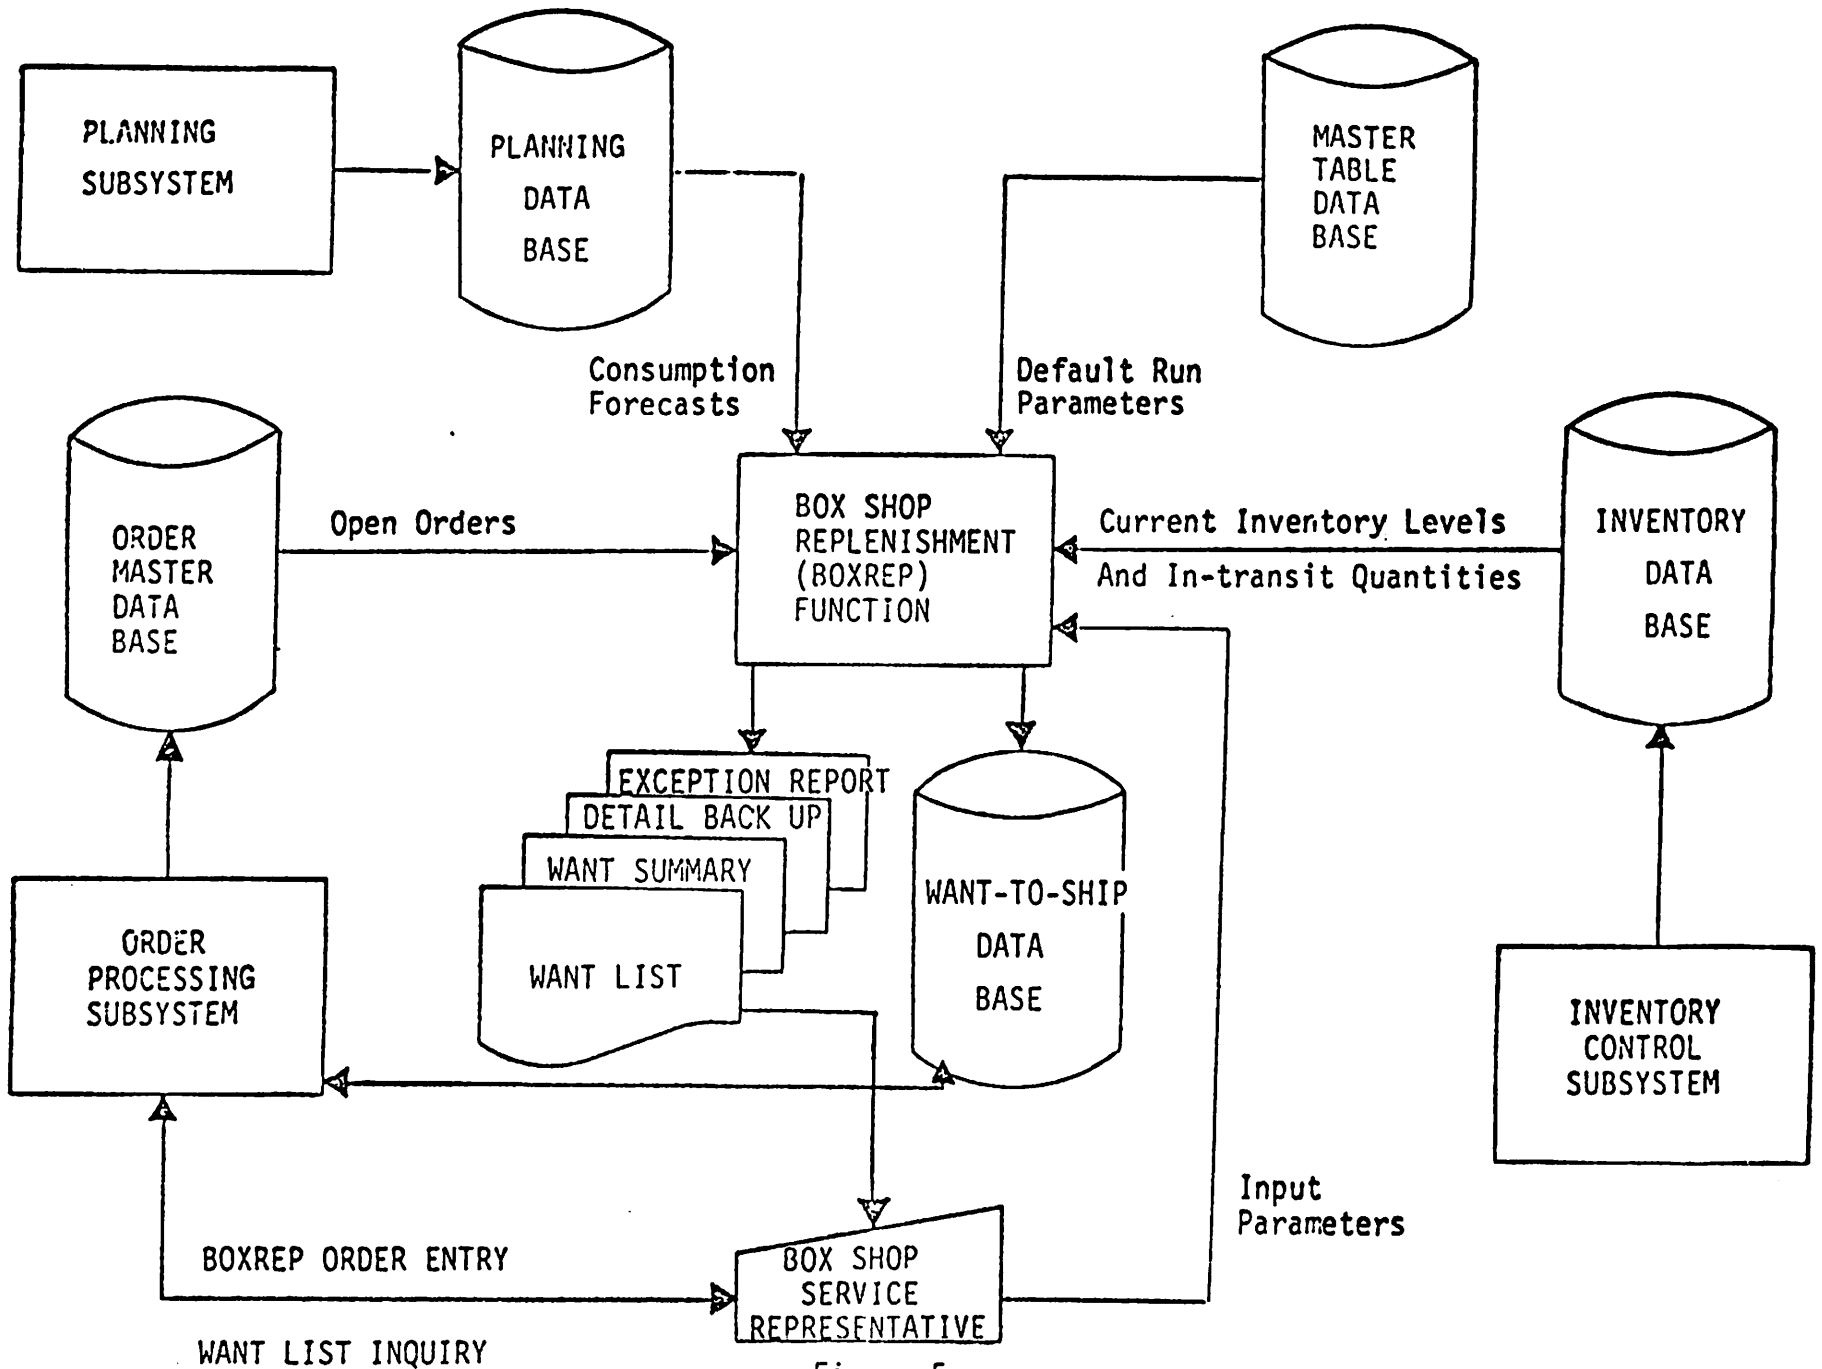 PLANNING
SUBSYSTEM
PLANNING
DATA
BASE
MASTER
TABLE
DATA
BASE
Consumption
Forecasts
Default Run
Parameters
ORDER
MASTER
DATA
BASE
Open Orders
BOX SHOP
REPLENISHMENT
(BOXREP)
FUNCTION
Current Inventory Levels
And In-transit Quantities
INVENTORY
DATA
BASE
EXCEPTION REPORT
DETAIL BACK UP
WANT SUMMARY
WANT LIST
WANT-TO-SHIP
DATA
BASE
ORDER
PROCESSING
SUBSYSTEM
INVENTORY
CONTROL
SUBSYSTEM
Input
Parameters
BOXREP ORDER ENTRY
BOX SHOP
SERVICE
REPRESENTATIVE
WANT LIST INQUIRY